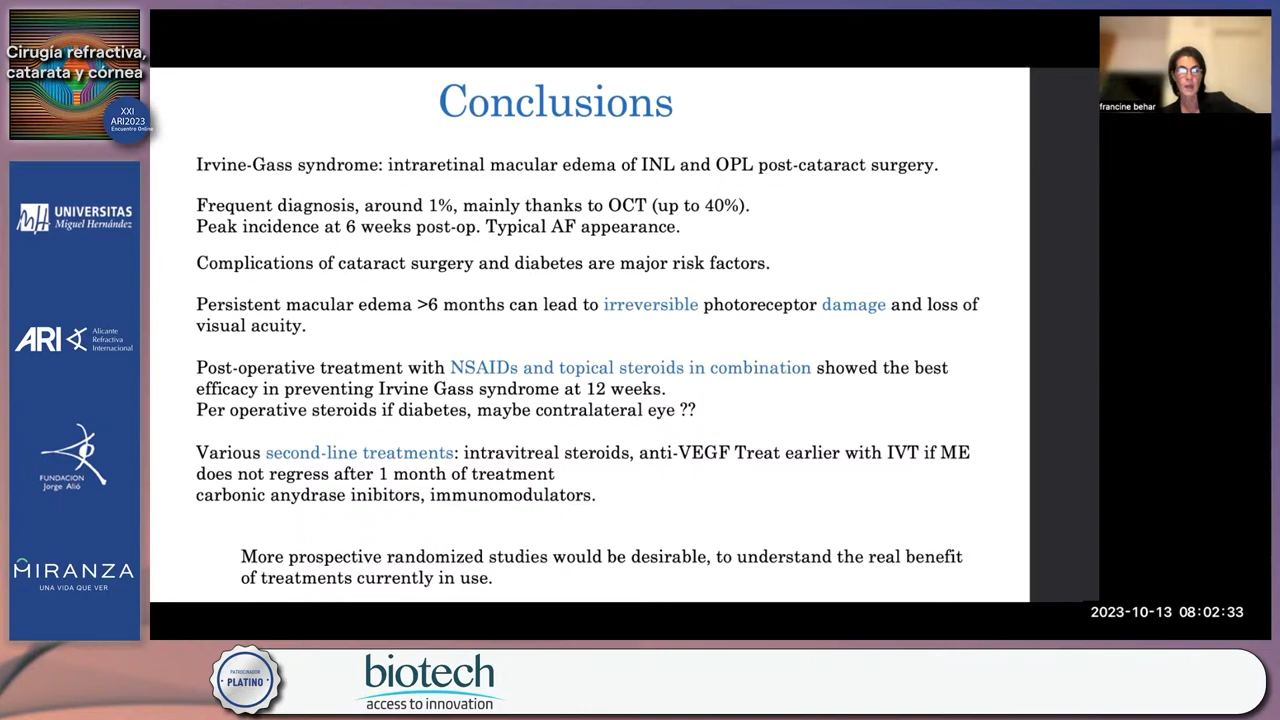 Cirugía refractiva,
catarata y córnea
XXI
ARI2023
Encuentro Online
UNIVERSITAS
Miguel Hernández
ARI
Alicante
Refractiva
Internacional
FUNDACION
Jorge Alió
MIRANZA
UNA VIDA QUE VER
Conclusions
Irvine-Gass syndrome: intraretinal macular edema of INL and OPL post-cataract surgery.
Frequent diagnosis, around 1%, mainly thanks to OCT (up to 40%).
Peak incidence at 6 weeks post-op. Typical AF appearance.
Complications of cataract surgery and diabetes are major risk factors.
Persistent macular edema >6 months can lead to irreversible photoreceptor damage and loss of
visual acuity.
Post-operative treatment with NSAIDs and topical steroids in combination showed the best
efficacy in preventing Irvine Gass syndrome at 12 weeks.
Per operative steroids if diabetes, maybe contralateral eye ??
Various second-line treatments: intravitreal steroids, anti-VEGF Treat earlier with IVT if ME
does not regress after 1 month of treatment
carbonic anydrase inibitors, immunomodulators.
More prospective randomized studies would be desirable, to understand the real benefit
of treatments currently in use.
francine behar
2023-10-13 08:02:33
PATROCINADOR
PLATINO
biotech
access to innovation